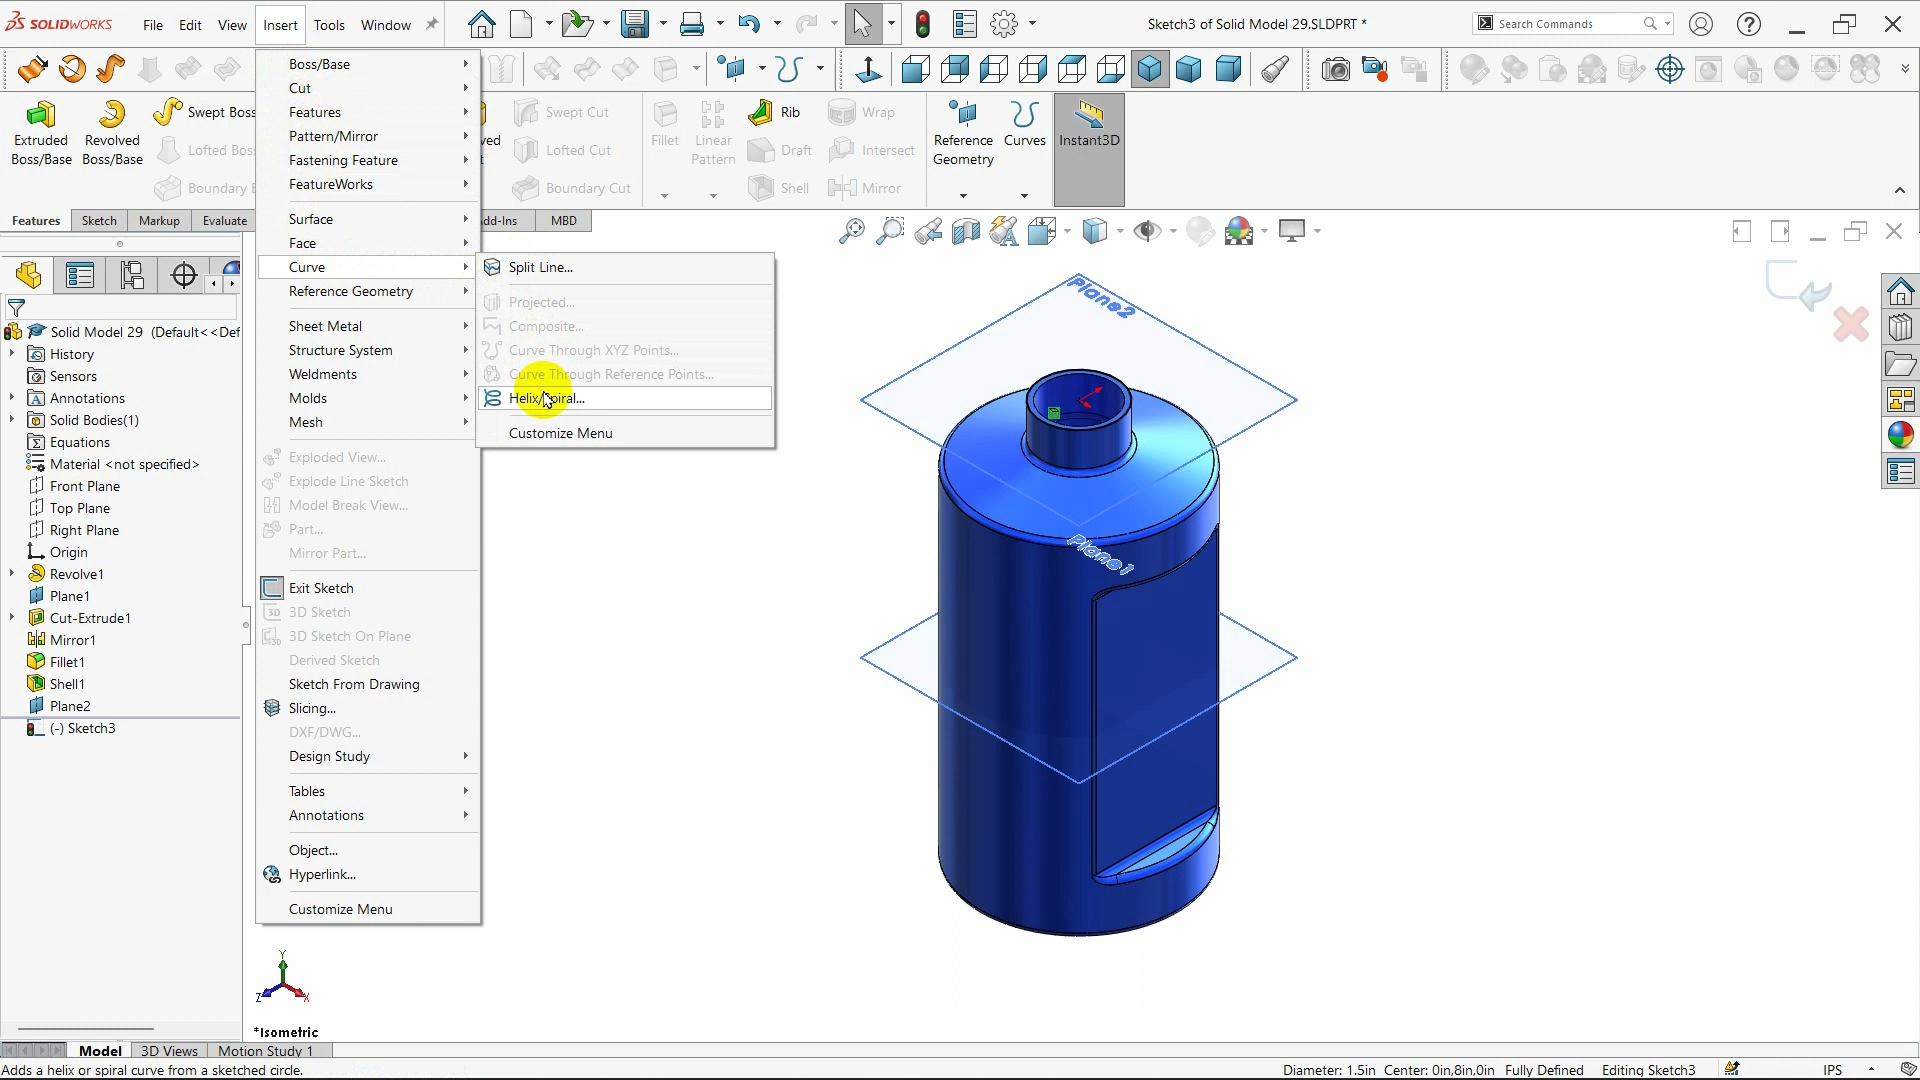 SOLIDWORKS
File Edit View Insert Tools Window
Sketch3 of Solid Model 29.SLDPRT *
Search Commands
Extruded Boss/Base
Revolved Boss/Base
Swept Boss
Lofted Bos
Boundary
Swept Cut
Lofted Cut
Boundary Cut
Fillet
Linear Pattern
Rib
Draft
Shell
Wrap
Intersect
Mirror
Reference Geometry
Curves
Instant3D
Features Sketch Markup Evaluate
dd-Ins MBD
Solid Model 29 (Default<<Def
History
Sensors
Annotations
Solid Bodies(1)
Equations
Material <not specified>
Front Plane
Top Plane
Right Plane
Origin
Revolve1
Plane1
Cut-Extrude1
Mirror1
Fillet1
Shell1
Plane2
(-) Sketch3
Boss/Base
Cut
Features
Pattern/Mirror
Fastening Feature
FeatureWorks
Surface
Face
Curve
Reference Geometry
Sheet Metal
Structure System
Weldments
Molds
Mesh
Exploded View...
Explode Line Sketch
Model Break View...
Part...
Mirror Part...
Exit Sketch
3D Sketch
3D Sketch On Plane
Derived Sketch
Sketch From Drawing
Slicing...
DXF/DWG...
Design Study
Tables
Annotations
Object...
Hyperlink...
Customize Menu
Split Line...
Projected...
Composite...
Curve Through XYZ Points...
Curve Through Reference Points...
Helix/Spiral...
Customize Menu
Plane2
Plane1
Y
Z
X
*Isometric
Model 3D Views Motion Study 1
Adds a helix or spiral curve from a sketched circle.
Diameter: 1.5in Center: 0in,8in,0in Fully Defined Editing Sketch3 IPS